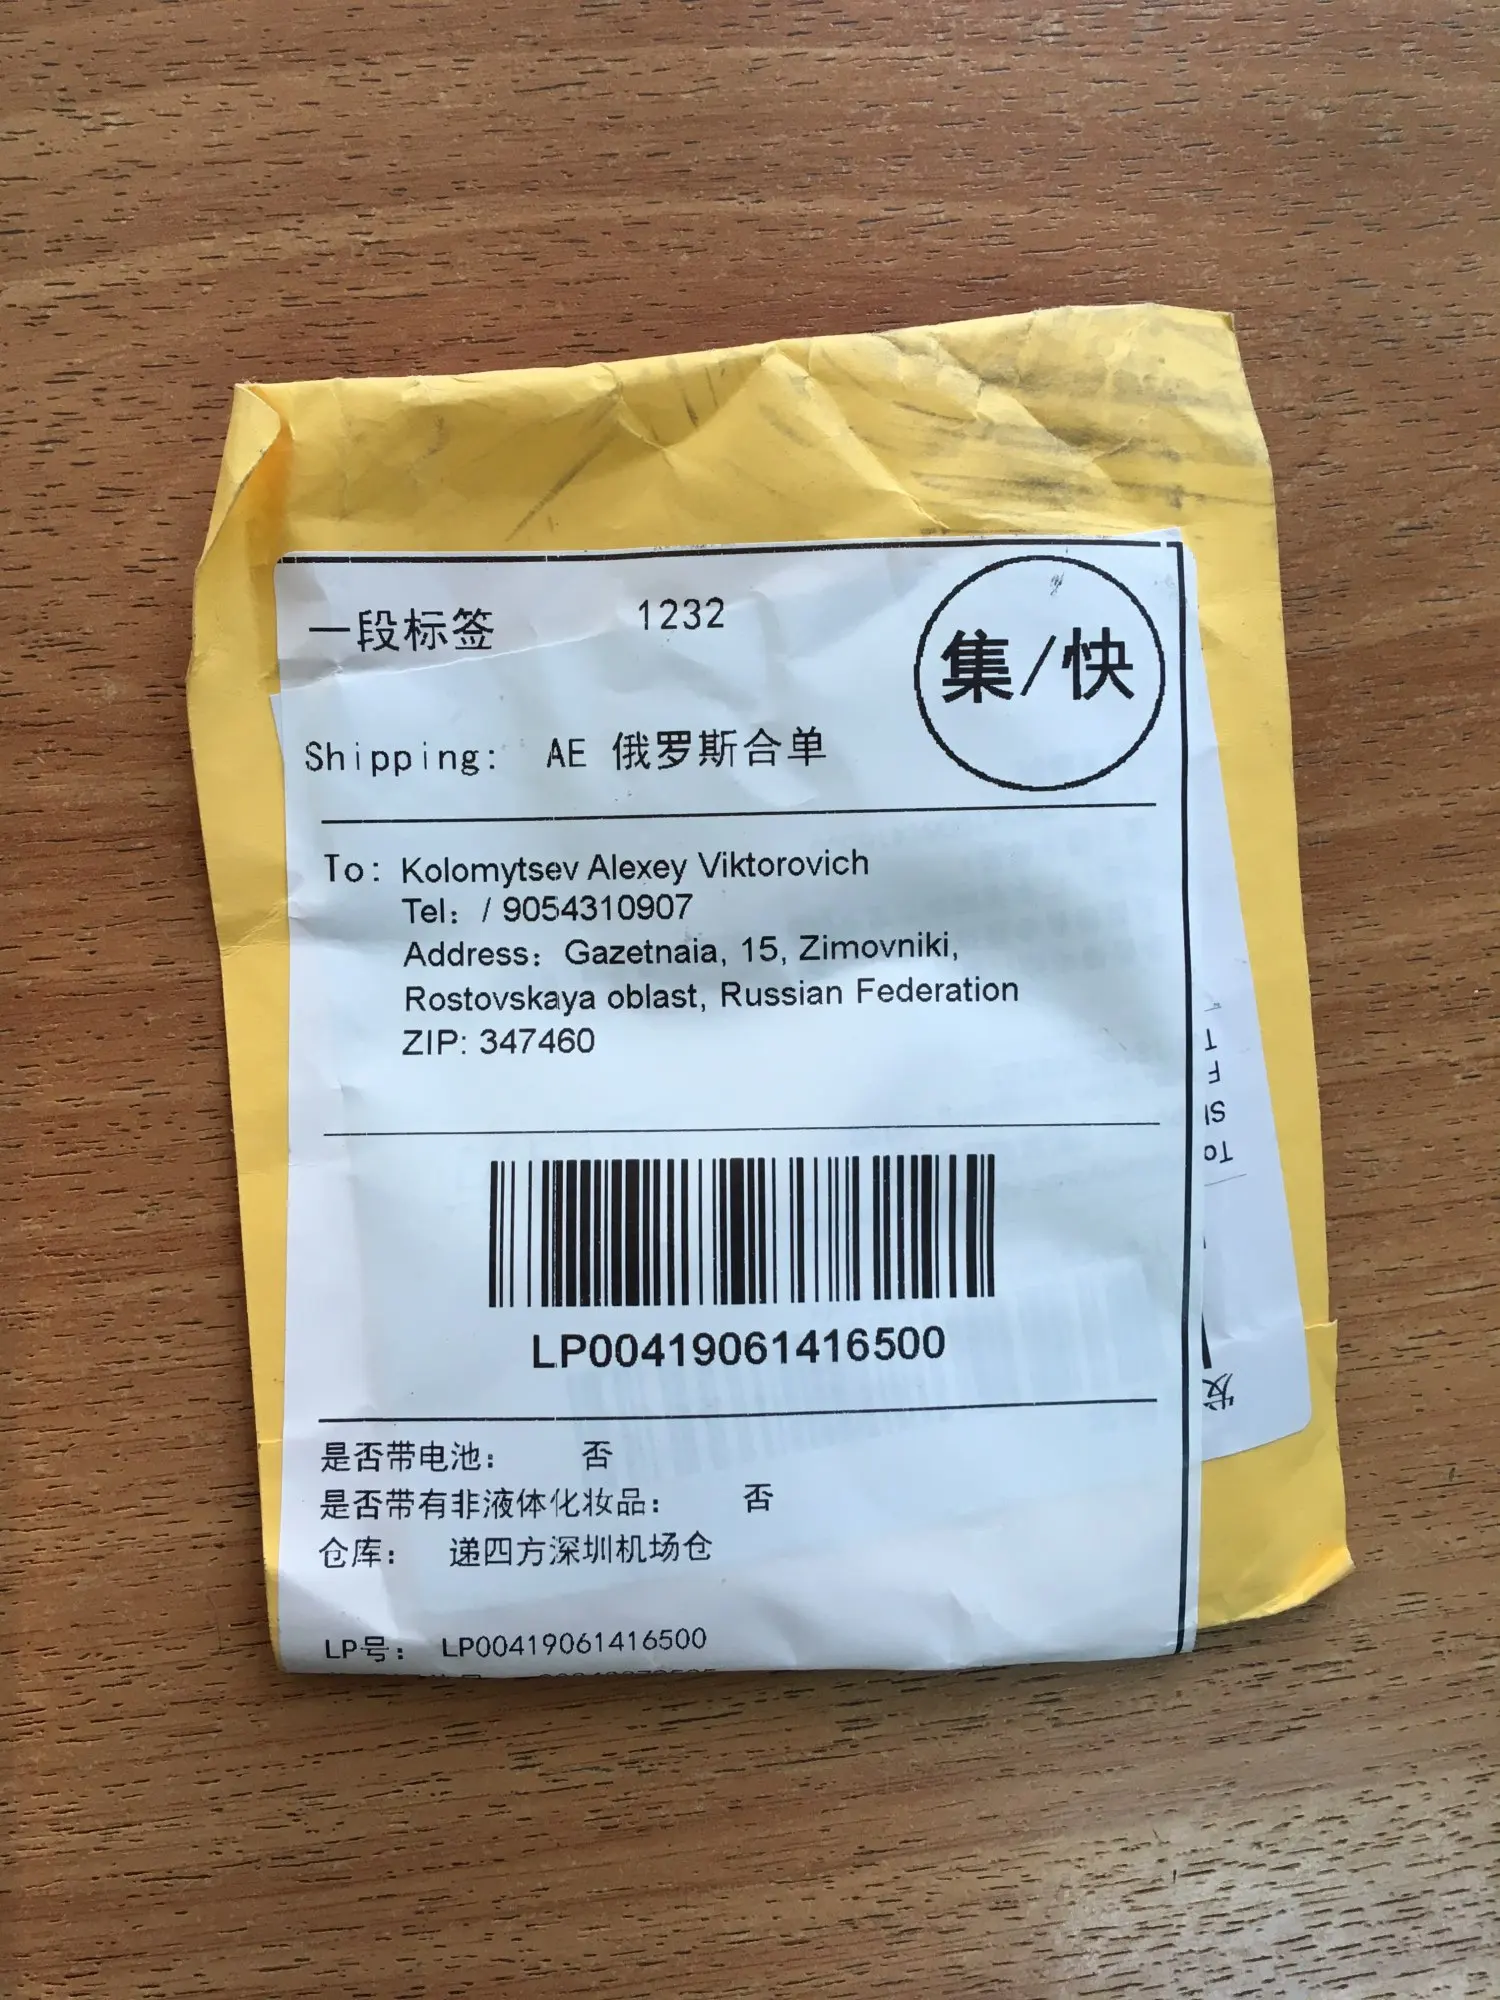 一段标签 1232
集/快
Shipping: AE 俄罗斯合单
To: Kolomytsev Alexey Viktorovich
Tel: / 9054310907
Address: Gazetnaia, 15, Zimovniki,
Rostovskaya oblast, Russian Federation
ZIP: 347460
LP00419061416500
是否带电池: 否
是否带有非液体化妆品: 否
仓库: 递四方深圳机场仓
LP号: LP00419061416500
To
发